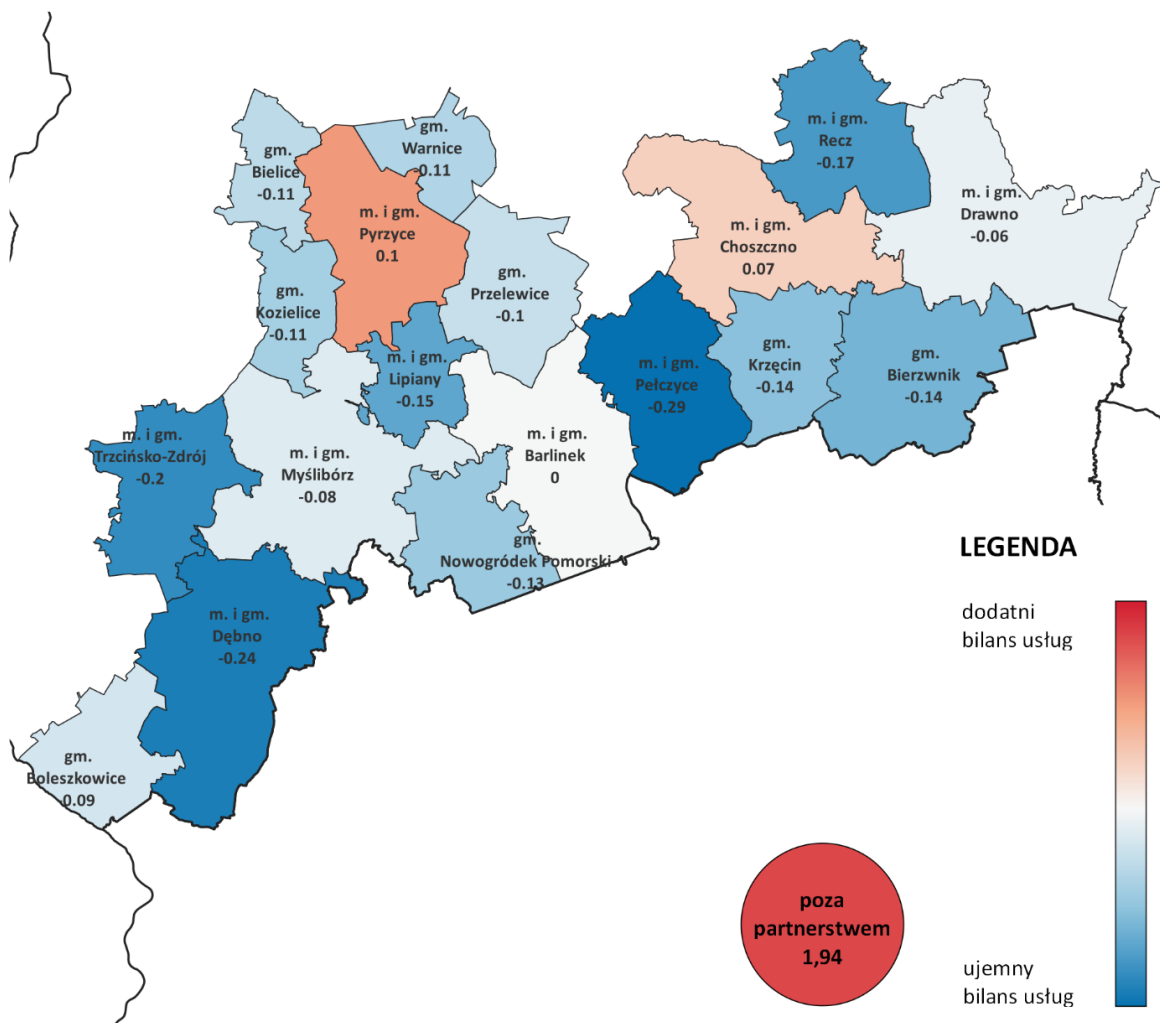 gm.
Bielice
-0.11
gm.
Warnice
-0.11
m. i gm.
Pyrzyce
0.1
m. i gm.
Recz
-0.17
m. i gm.
Drawno
-0.06
m. i gm.
Choszczno
0.07
gm.
Kozielice
-0.11
gm.
Przelewice
-0.1
m. i gm.
Lipiany
-0.15
m. i gm.
Pełczyce
-0.29
gm.
Krzęcin
-0.14
gm.
Bierzwnik
-0.14
m. i gm.
Trzcińsko-Zdrój
-0.2
m. i gm.
Myślibórz
-0.08
m. i gm.
Barlinek
0
gm.
Nowogródek Pomorski
-0.13
m. i gm.
Dębno
-0.24
gm.
Boleszkowice
-0.09
LEGENDA
dodatni
bilans usług
ujemny
bilans usług
poza
partnerstwem
1,94